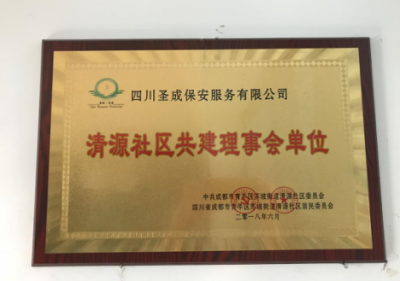 四川圣成保安服务有限公司
清源社区共建理事会单位
中共成都市青羊区苏坡街道清源社区委员会
四川省成都市青羊区苏坡街道清源社区居民委员会
二零一八年六月